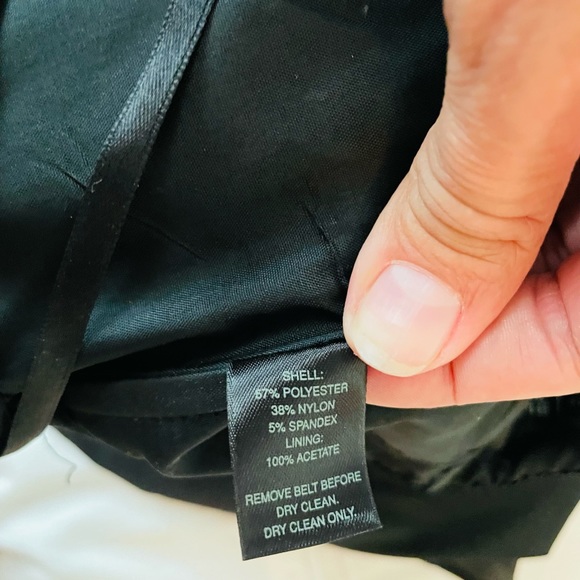 SHELL:
57% POLYESTER
38% NYLON
5% SPANDEX
LINING:
100% ACETATE
REMOVE BELT BEFORE
DRY CLEAN.
DRY CLEAN ONLY.